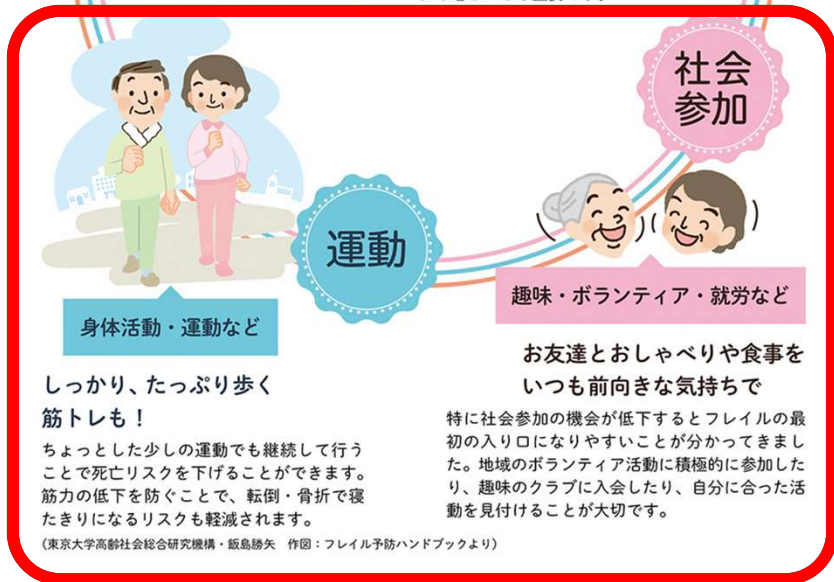 社会
参加
運動
身体活動・運動など
しっかり、たっぷり歩く
筋トレも！
ちょっとした少しの運動でも継続して行う
ことで死亡リスクを下げることができます。
筋力の低下を防ぐことで、転倒・骨折で寝
たきりになるリスクも軽減されます。
趣味・ボランティア・就労など
お友達とおしゃべりや食事を
いつも前向きな気持ちで
特に社会参加の機会が低下するとフレイルの最
初の入り口になりやすいことが分かってきまし
た。地域のボランティア活動に積極的に参加した
り、趣味のクラブに入会したり、自分に合った活
動を見付けることが大切です。
(東京大学高齢社会総合研究機構・飯島勝矢　作図：フレイル予防ハンドブックより)